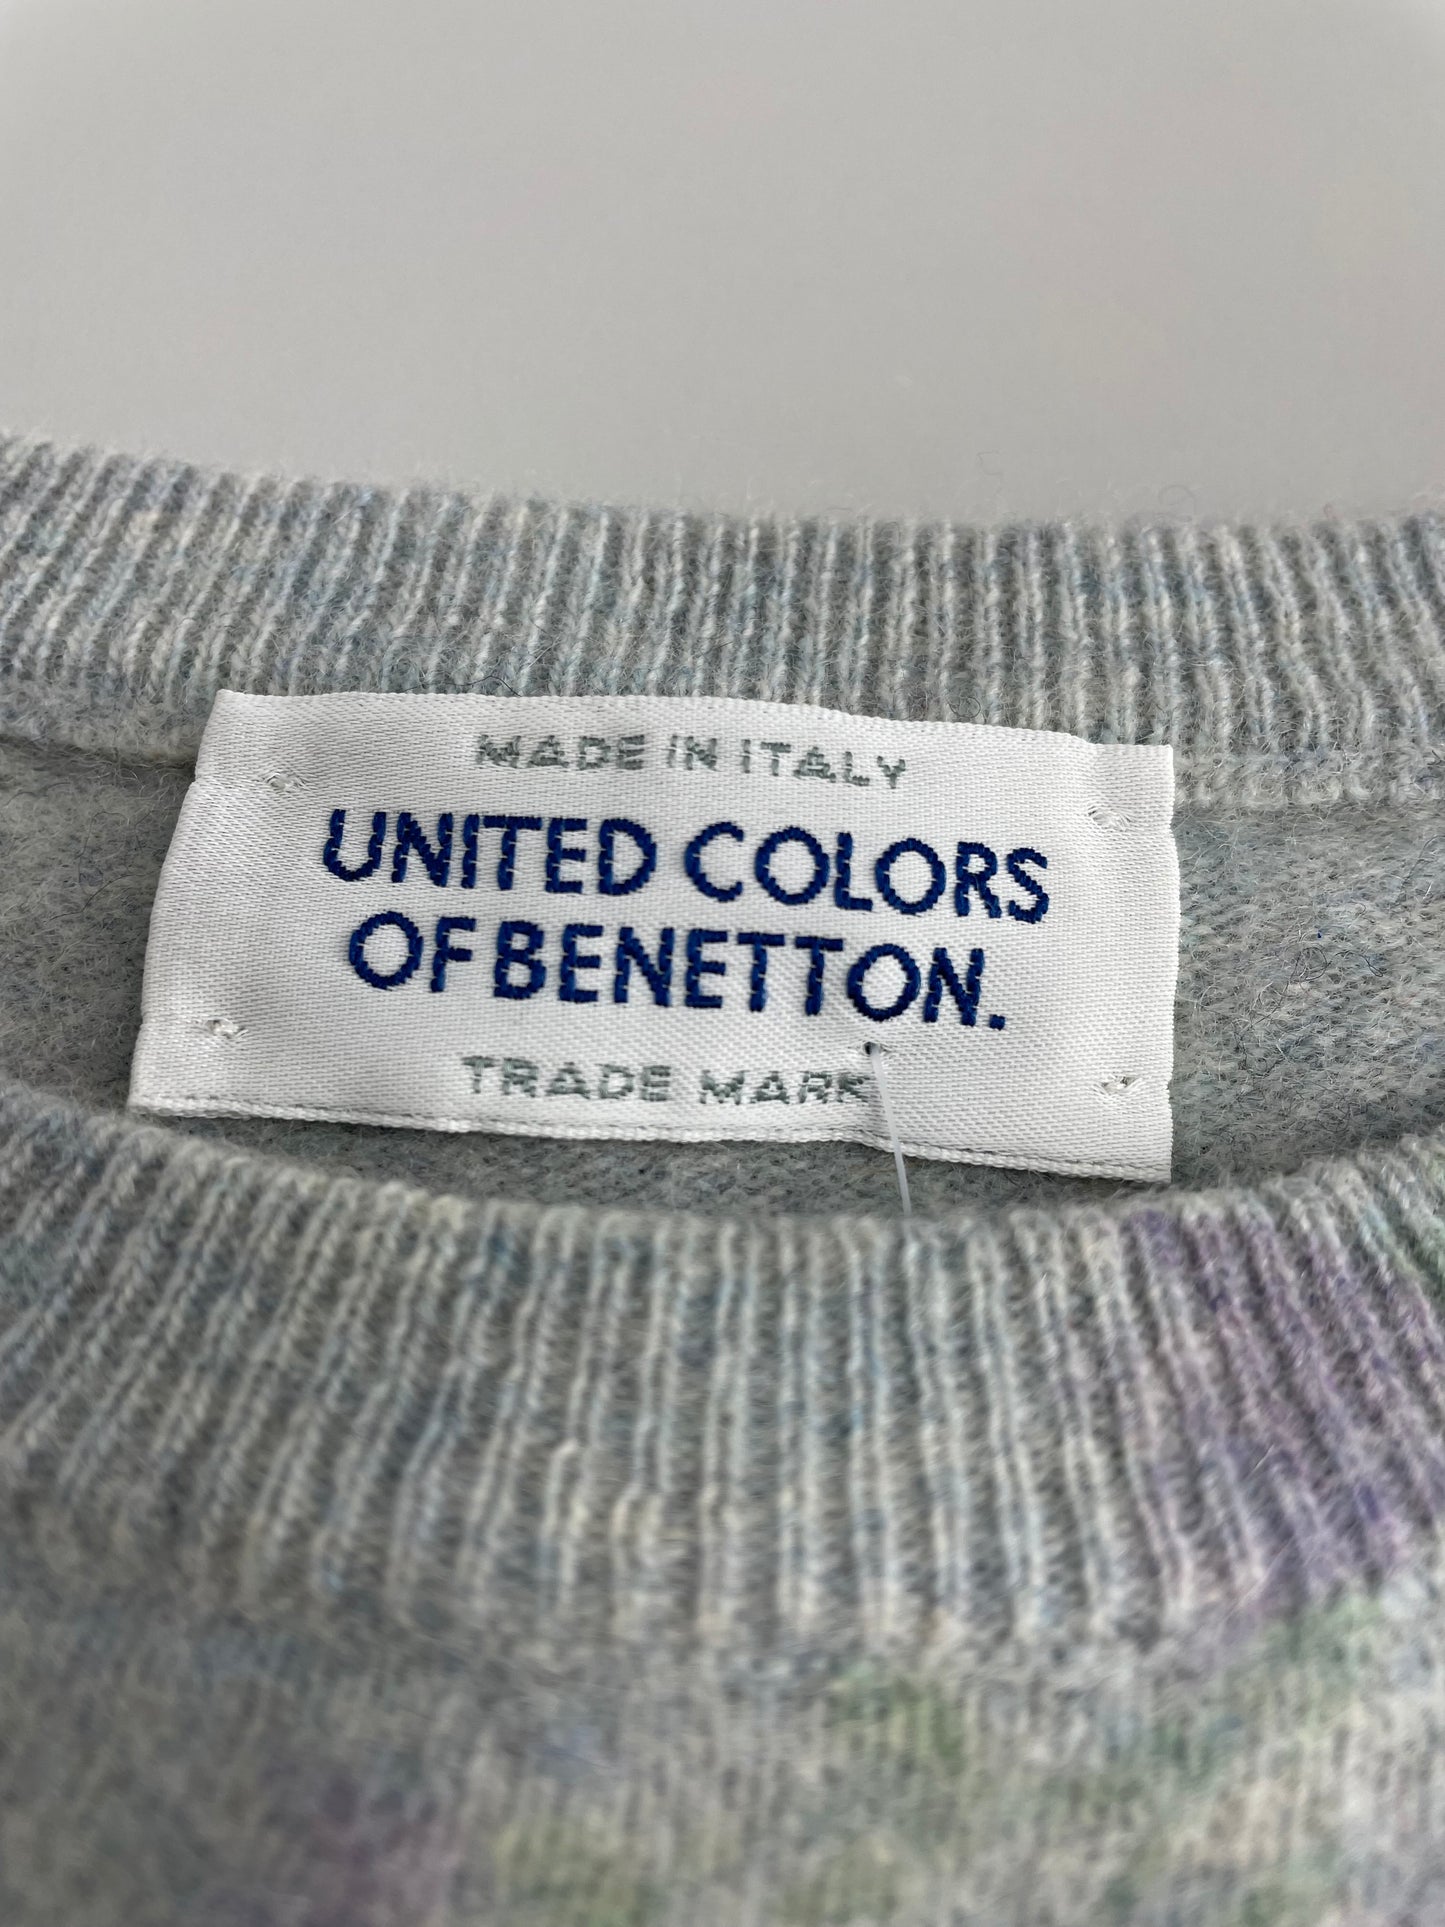 MADE IN ITALY
UNITED COLORS
OF BENETTON.
TRADE MARK